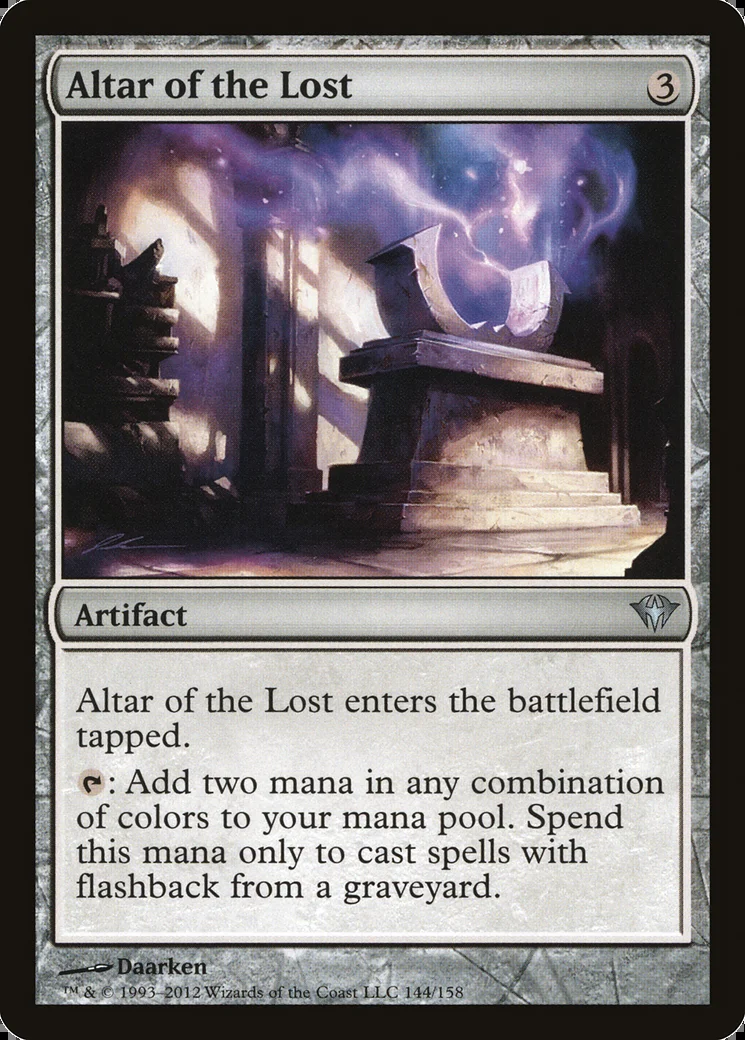 Altar of the Lost 3
Artifact
Altar of the Lost enters the battlefield
tapped.
: Add two mana in any combination
of colors to your mana pool. Spend
this mana only to cast spells with
flashback from a graveyard.
Daarken
™ & © 1993–2012 Wizards of the Coast LLC 144/158